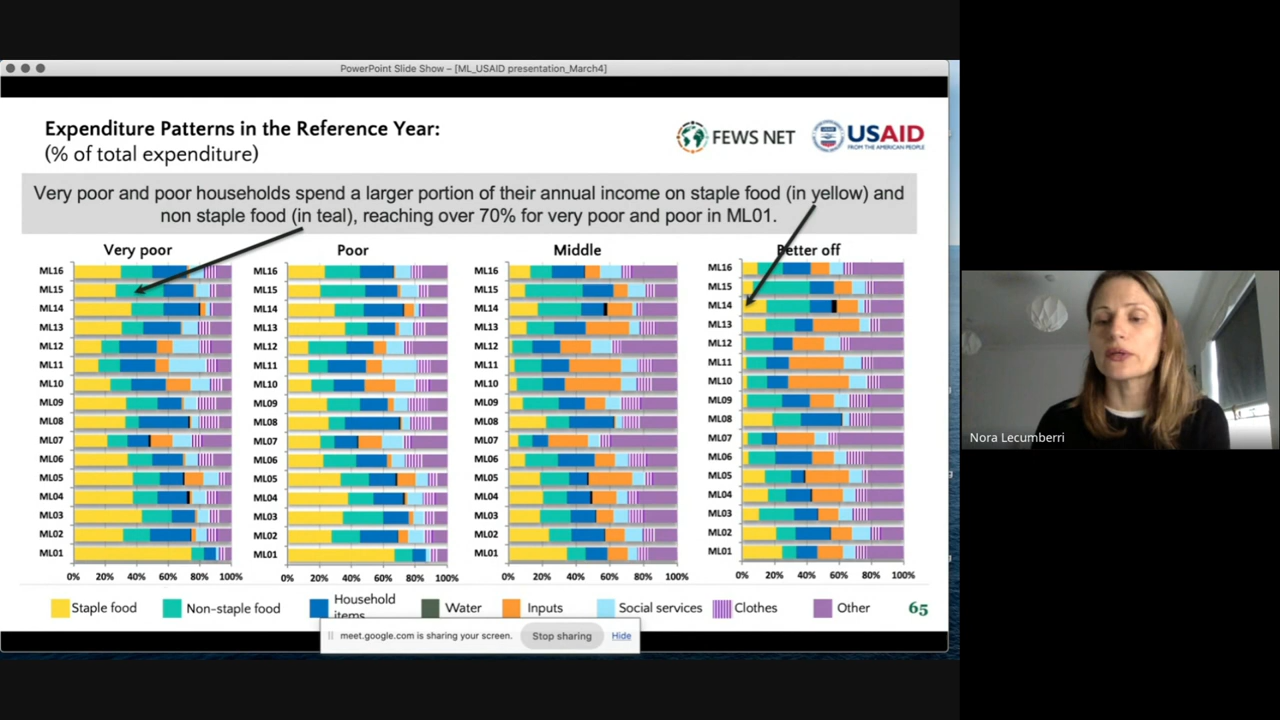 PowerPoint Slide Show – [ML_USAID presentation_March4]
Expenditure Patterns in the Reference Year:
(% of total expenditure)
FEWS NET
USAID
FROM THE AMERICAN PEOPLE
Very poor and poor households spend a larger portion of their annual income on staple food (in yellow) and
non staple food (in teal), reaching over 70% for very poor and poor in ML01.
Very poor
ML16
ML15
ML14
ML13
ML12
ML11
ML10
ML09
ML08
ML07
ML06
ML05
ML04
ML03
ML02
ML01
0% 20% 40% 60% 80% 100%
Poor
ML16
ML15
ML14
ML13
ML12
ML11
ML10
ML09
ML08
ML07
ML06
ML05
ML04
ML03
ML02
ML01
0% 20% 40% 60% 80% 100%
Middle
ML16
ML15
ML14
ML13
ML12
ML11
ML10
ML09
ML08
ML07
ML06
ML05
ML04
ML03
ML02
ML01
0% 20% 40% 60% 80% 100%
Better off
ML16
ML15
ML14
ML13
ML12
ML11
ML10
ML09
ML08
ML07
ML06
ML05
ML04
ML03
ML02
ML01
0% 20% 40% 60% 80% 100%
Staple food
Non-staple food
Household
items
Water
Inputs
Social services
Clothes
Other
65
meet.google.com is sharing your screen.
Stop sharing
Hide
Nora Lecumberri